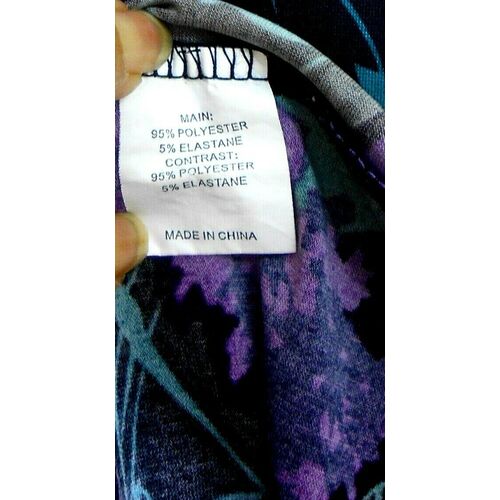 MAIN:
95% POLYESTER
5% ELASTANE
CONTRAST:
95% POLYESTER
5% ELASTANE
MADE IN CHINA